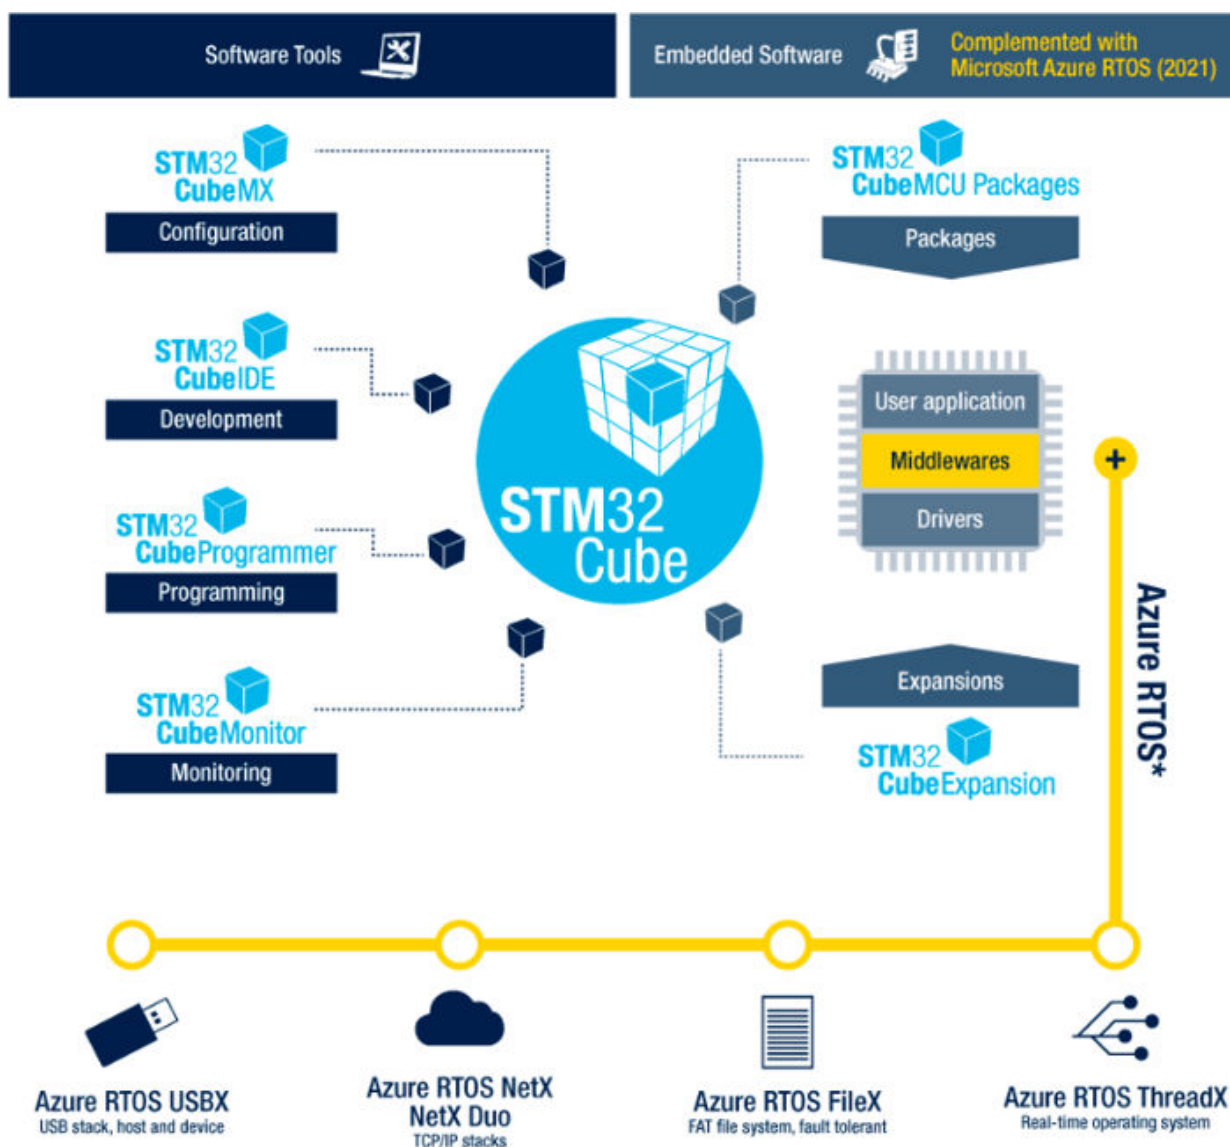 Software Tools
Embedded Software
Complemented with
Microsoft Azure RTOS (2021)
STM32
CubeMX
Configuration
STM32
CubeIDE
Development
STM32
CubeProgrammer
Programming
STM32
CubeMonitor
Monitoring
STM32
Cube
STM32
CubeMCU Packages
Packages
User application
Middlewares
Drivers
+
Expansions
STM32
CubeExpansion
Azure RTOS*
Azure RTOS USBX
USB stack, host and device
Azure RTOS NetX
NetX Duo
TCP/IP stacks
Azure RTOS FileX
FAT file system, fault tolerant
Azure RTOS ThreadX
Real-time operating system